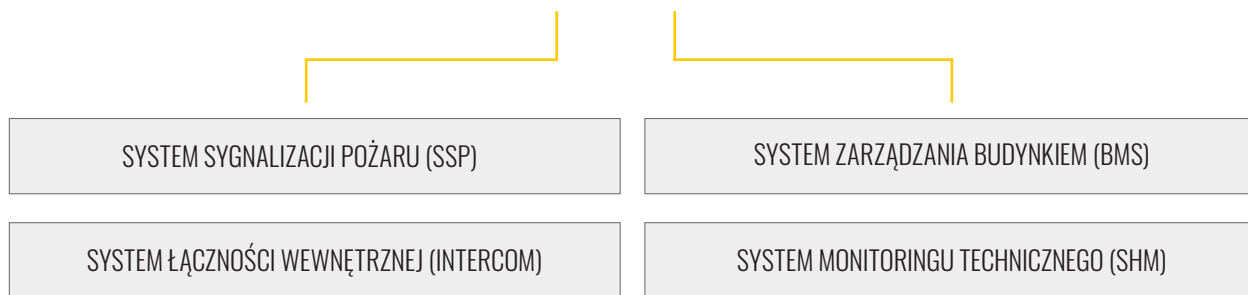 SYSTEM SYGNALIZACJI POŻARU (SSP)
SYSTEM ZARZĄDZANIA BUDYNKIEM (BMS)
SYSTEM ŁĄCZNOŚCI WEWNĘTRZNEJ (INTERCOM)
SYSTEM MONITORINGU TECHNICZNEGO (SHM)